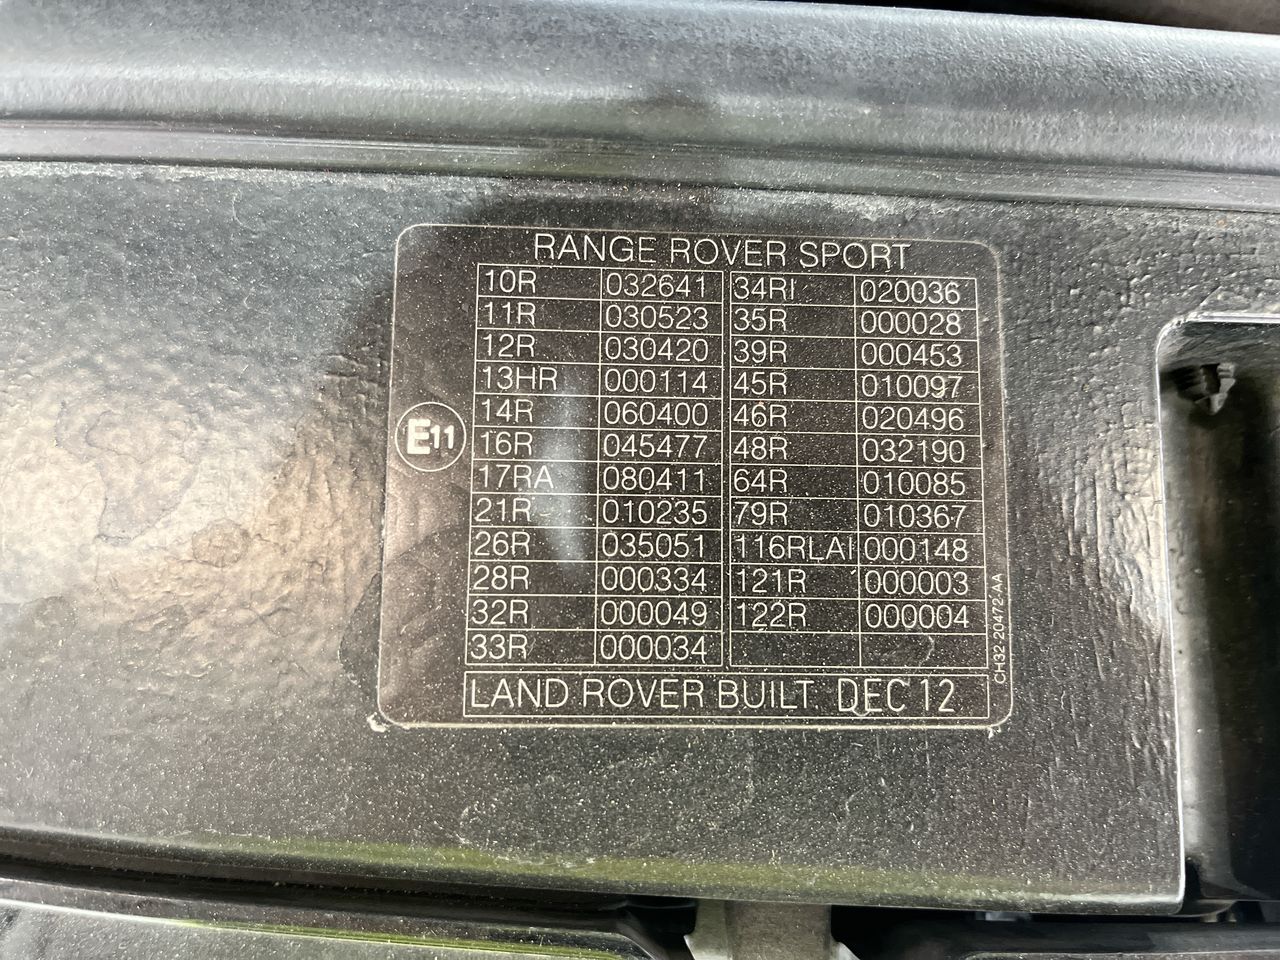 RANGE ROVER SPORT
10R 032641 34RI 020036
11R 030523 35R 000028
12R 030420 39R 000453
13HR 000114 45R 010097
14R 060400 46R 020496
E11
16R 045477 48R 032190
17RA 080411 64R 010085
21R 010235 79R 010367
26R 035051 116RLAI 000148
28R 000334 121R 000003
32R 000049 122R 000004
33R 000034
CH32-20472-AA
LAND ROVER BUILT DEC 12